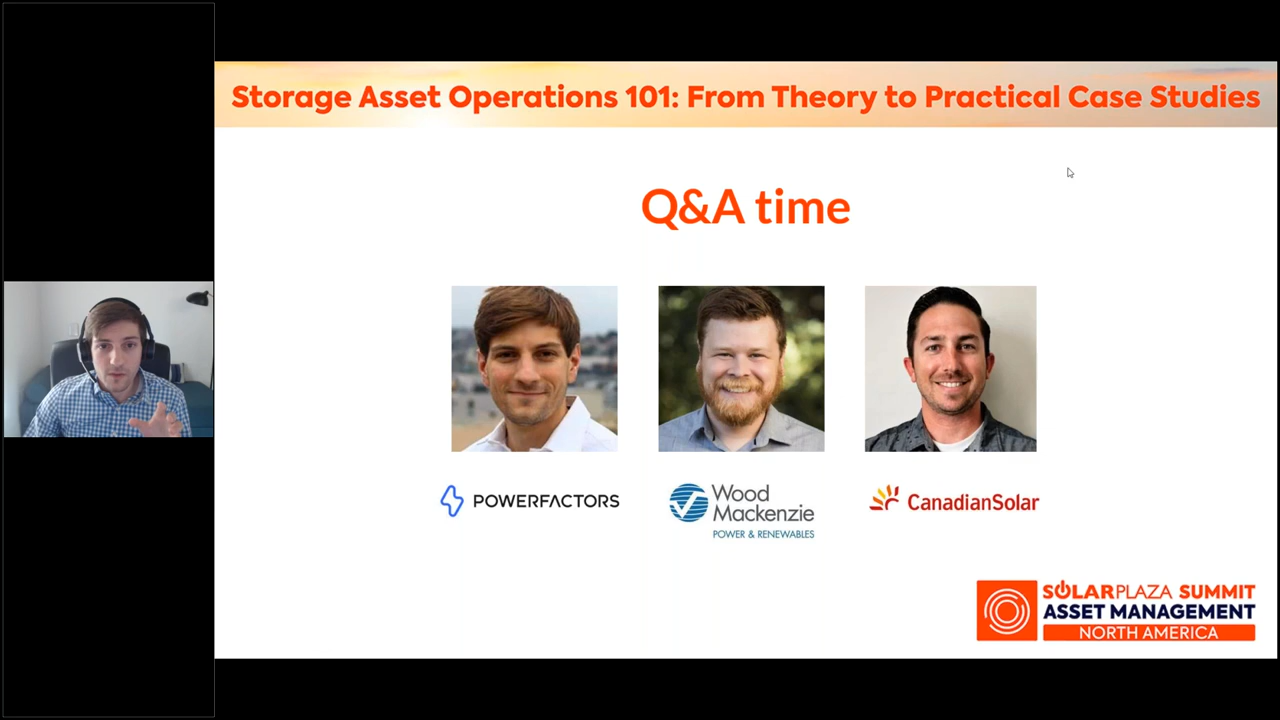 Storage Asset Operations 101: From Theory to Practical Case Studies
Q&A time
POWERFACTORS
Wood
Mackenzie
POWER & RENEWABLES
CanadianSolar
SOLARPLAZA SUMMIT
ASSET MANAGEMENT
NORTH AMERICA